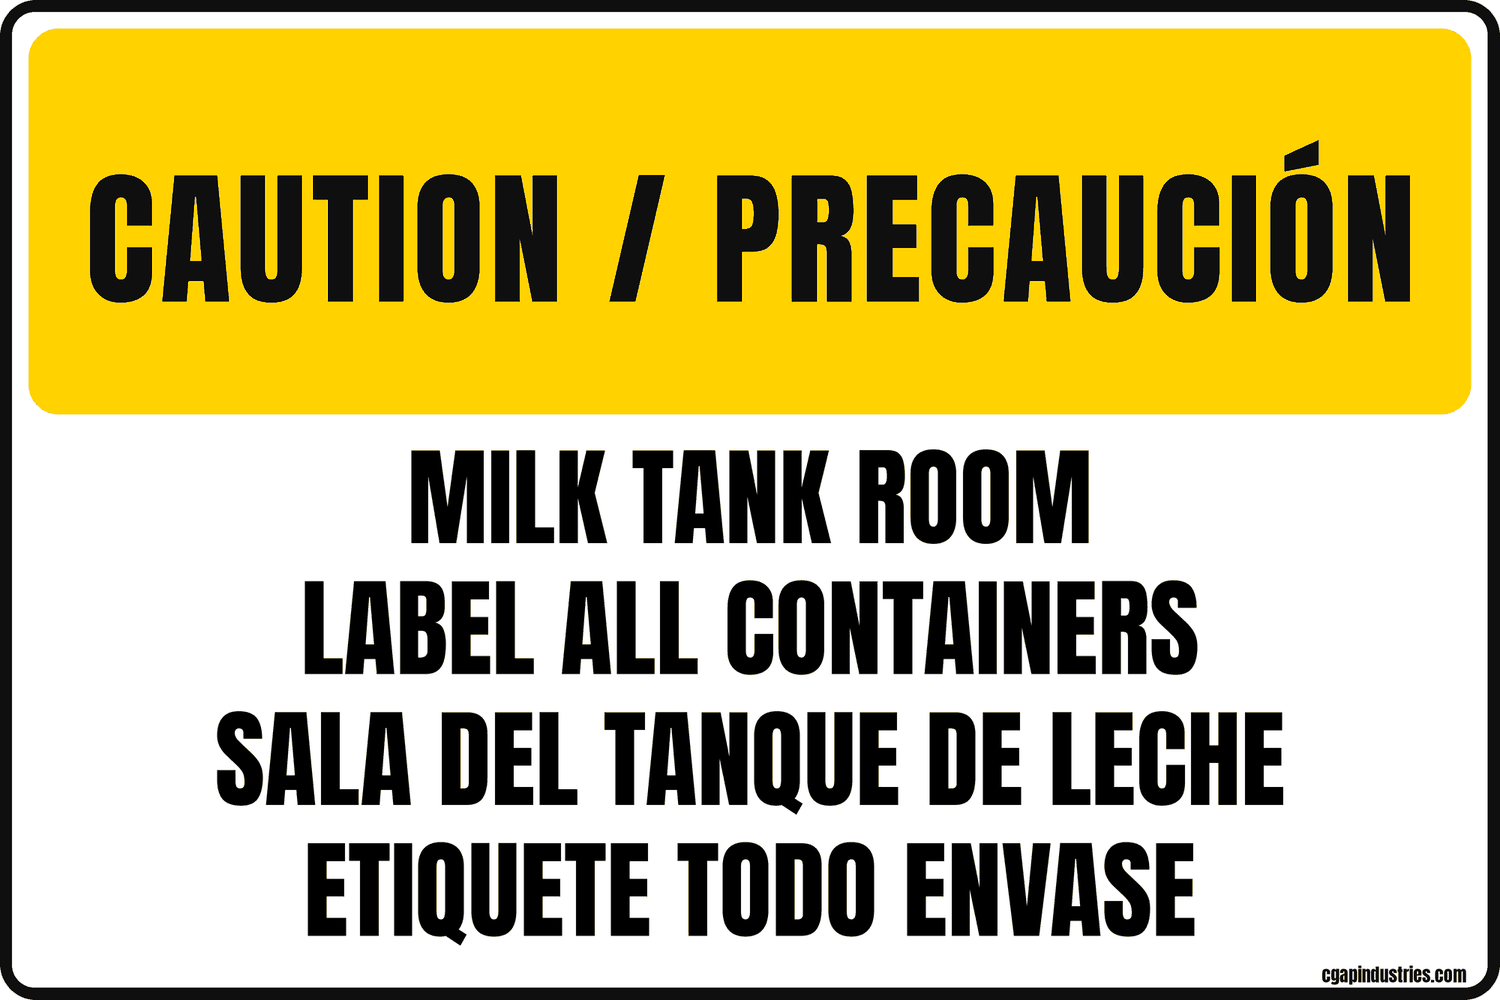 CAUTION / PRECAUCIÓN
MILK TANK ROOM
LABEL ALL CONTAINERS
SALA DEL TANQUE DE LECHE
ETIQUETE TODO ENVASE
cgapindustries.com